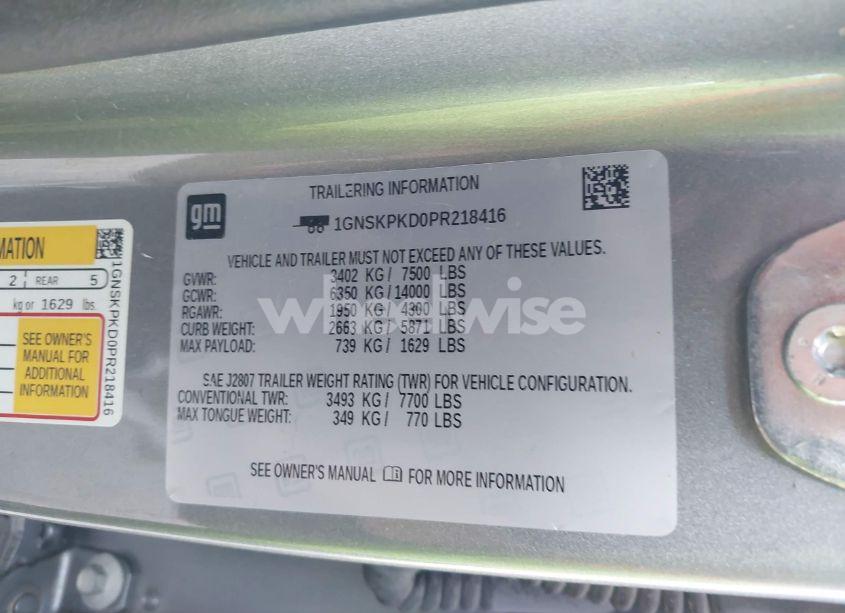 MATION
2 REAR 5
kg or 1629 lbs.
SEE OWNER'S
MANUAL FOR
ADDITIONAL
INFORMATION
1GNSKPKD0PR218416
gm
TRAILERING INFORMATION
1GNSKPKD0PR218416
VEHICLE AND TRAILER MUST NOT EXCEED ANY OF THESE VALUES.
GVWR: 3402 KG / 7500 LBS
GCWR: 6350 KG / 14000 LBS
RGAWR: 1950 KG / 4300 LBS
CURB WEIGHT: 2663 KG / 5871 LBS
MAX PAYLOAD: 739 KG / 1629 LBS
SAE J2807 TRAILER WEIGHT RATING (TWR) FOR VEHICLE CONFIGURATION.
CONVENTIONAL TWR: 3493 KG / 7700 LBS
MAX TONGUE WEIGHT: 349 KG / 770 LBS
SEE OWNER'S MANUAL FOR MORE INFORMATION